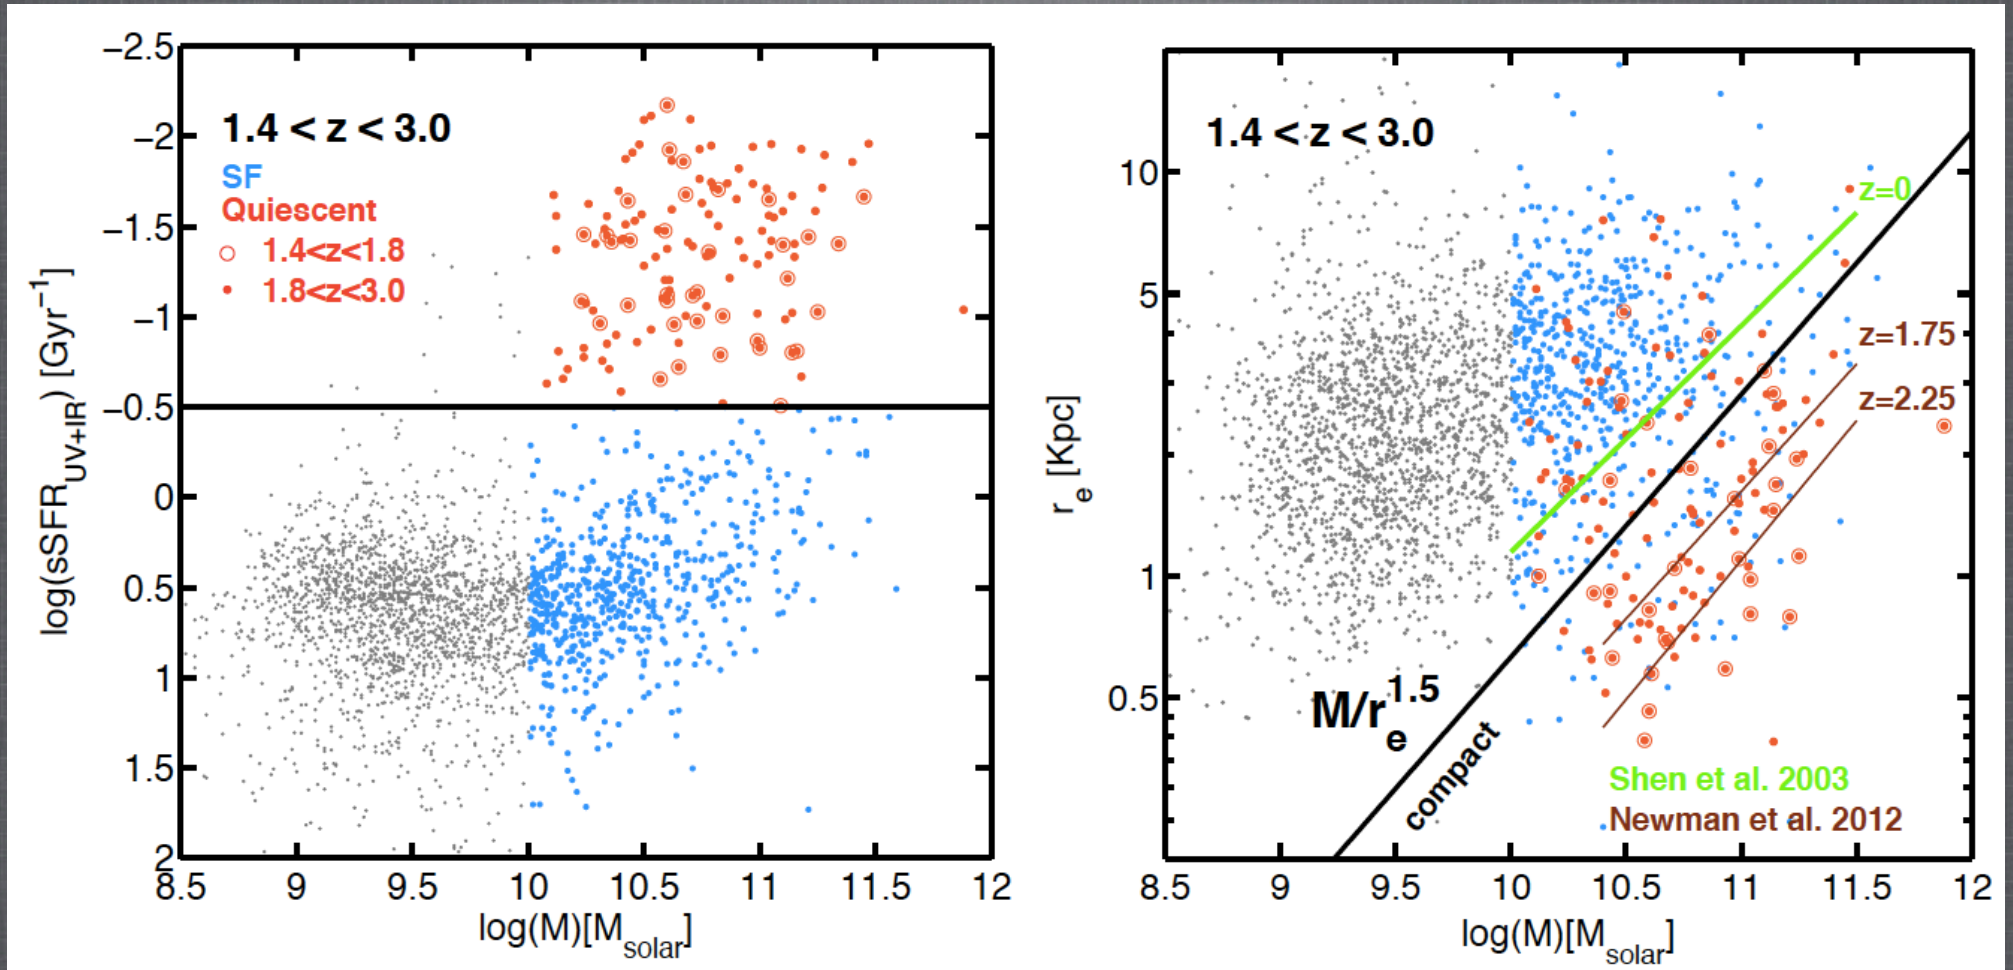 −2.5
−2
−1.5
−1
−0.5
0
0.5
1
1.5
2
log(sSFR_UV+IR) [Gyr^−1]
1.4 < z < 3.0
SF
Quiescent
1.4<z<1.8
1.8<z<3.0
8.5 9 9.5 10 10.5 11 11.5 12
log(M)[M_solar]
10
5
1
0.5
r_e [Kpc]
1.4 < z < 3.0
z=0
z=1.75
z=2.25
M/r_e^1.5
compact
Shen et al. 2003
Newman et al. 2012
8.5 9 9.5 10 10.5 11 11.5 12
log(M)[M_solar]